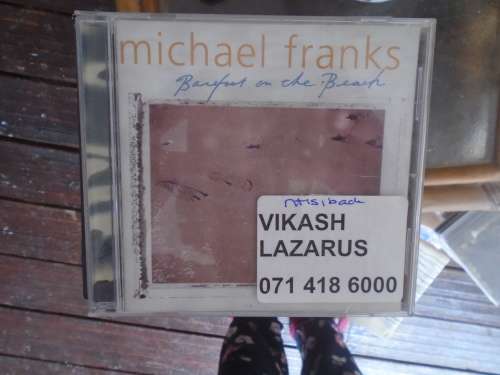 michael franks
Barefoot on the Beach
VIKASH
LAZARUS
071 418 6000